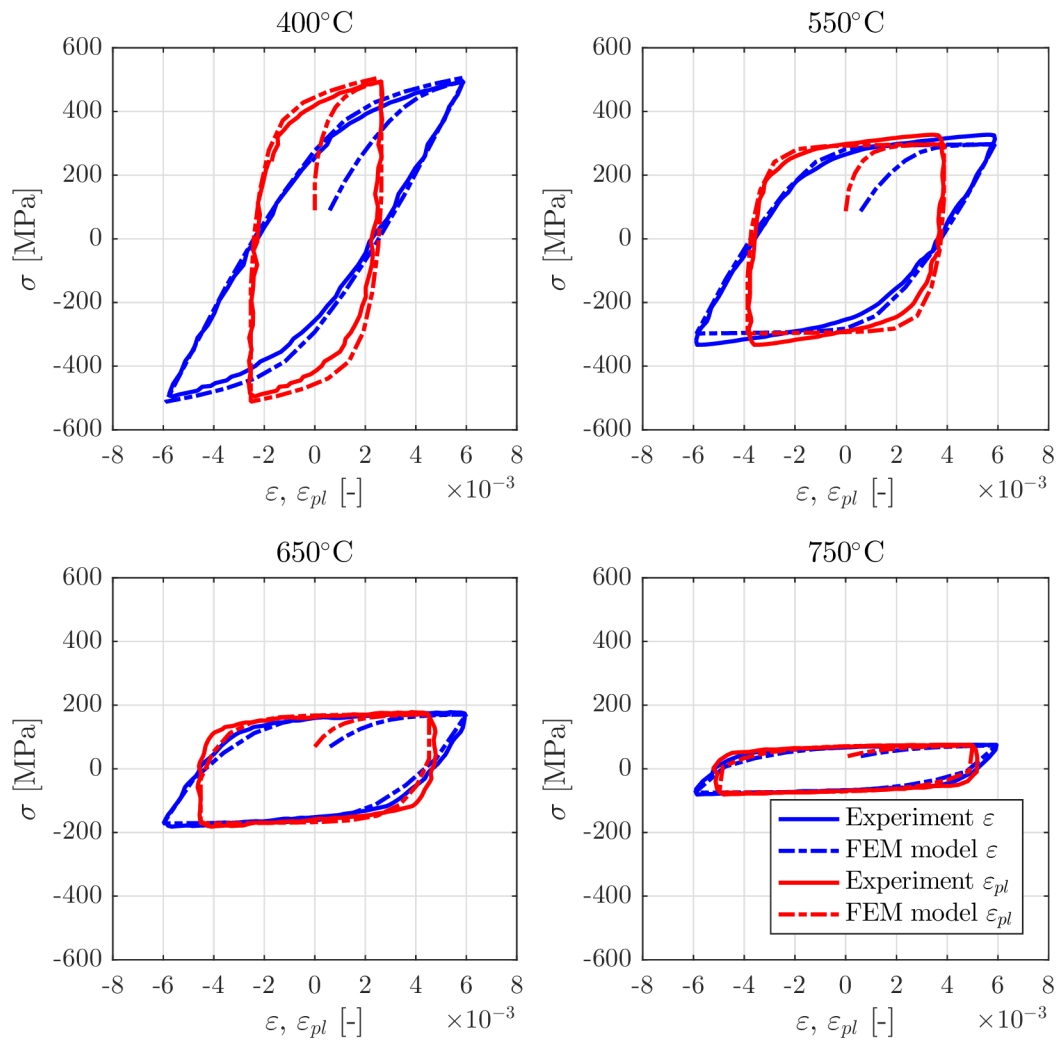 400°C
600
400
200
0
-200
-400
-600
σ [MPa]
-8 -6 -4 -2 0 2 4 6 8
ε, ε_pl [-] ×10⁻³
550°C
600
400
200
0
-200
-400
-600
σ [MPa]
-8 -6 -4 -2 0 2 4 6 8
ε, ε_pl [-] ×10⁻³
650°C
600
400
200
0
-200
-400
-600
σ [MPa]
-8 -6 -4 -2 0 2 4 6 8
ε, ε_pl [-] ×10⁻³
750°C
600
400
200
0
-200
-400
-600
σ [MPa]
Experiment ε
FEM model ε
Experiment ε_pl
FEM model ε_pl
-8 -6 -4 -2 0 2 4 6 8
ε, ε_pl [-] ×10⁻³